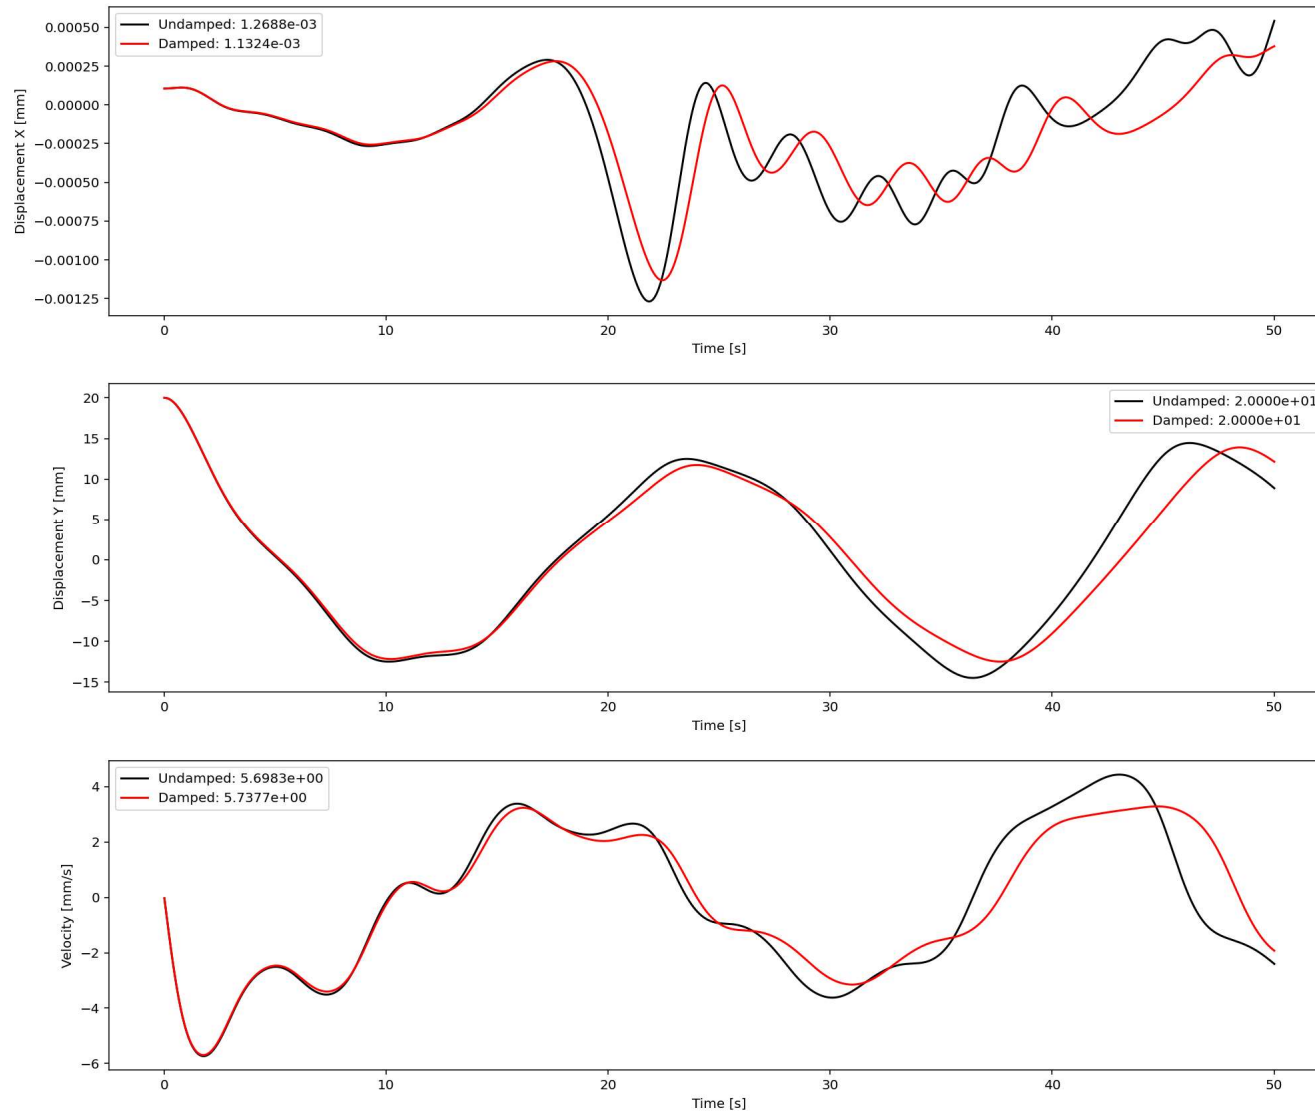 0.00050
0.00025
0.00000
−0.00025
−0.00050
−0.00075
−0.00100
−0.00125
Displacement X [mm]
Undamped: 1.2688e-03
Damped: 1.1324e-03
0 10 20 30 40 50
Time [s]
20
15
10
5
0
−5
−10
−15
Displacement Y [mm]
Undamped: 2.0000e+01
Damped: 2.0000e+01
0 10 20 30 40 50
Time [s]
4
2
0
−2
−4
−6
Velocity [mm/s]
Undamped: 5.6983e+00
Damped: 5.7377e+00
0 10 20 30 40 50
Time [s]